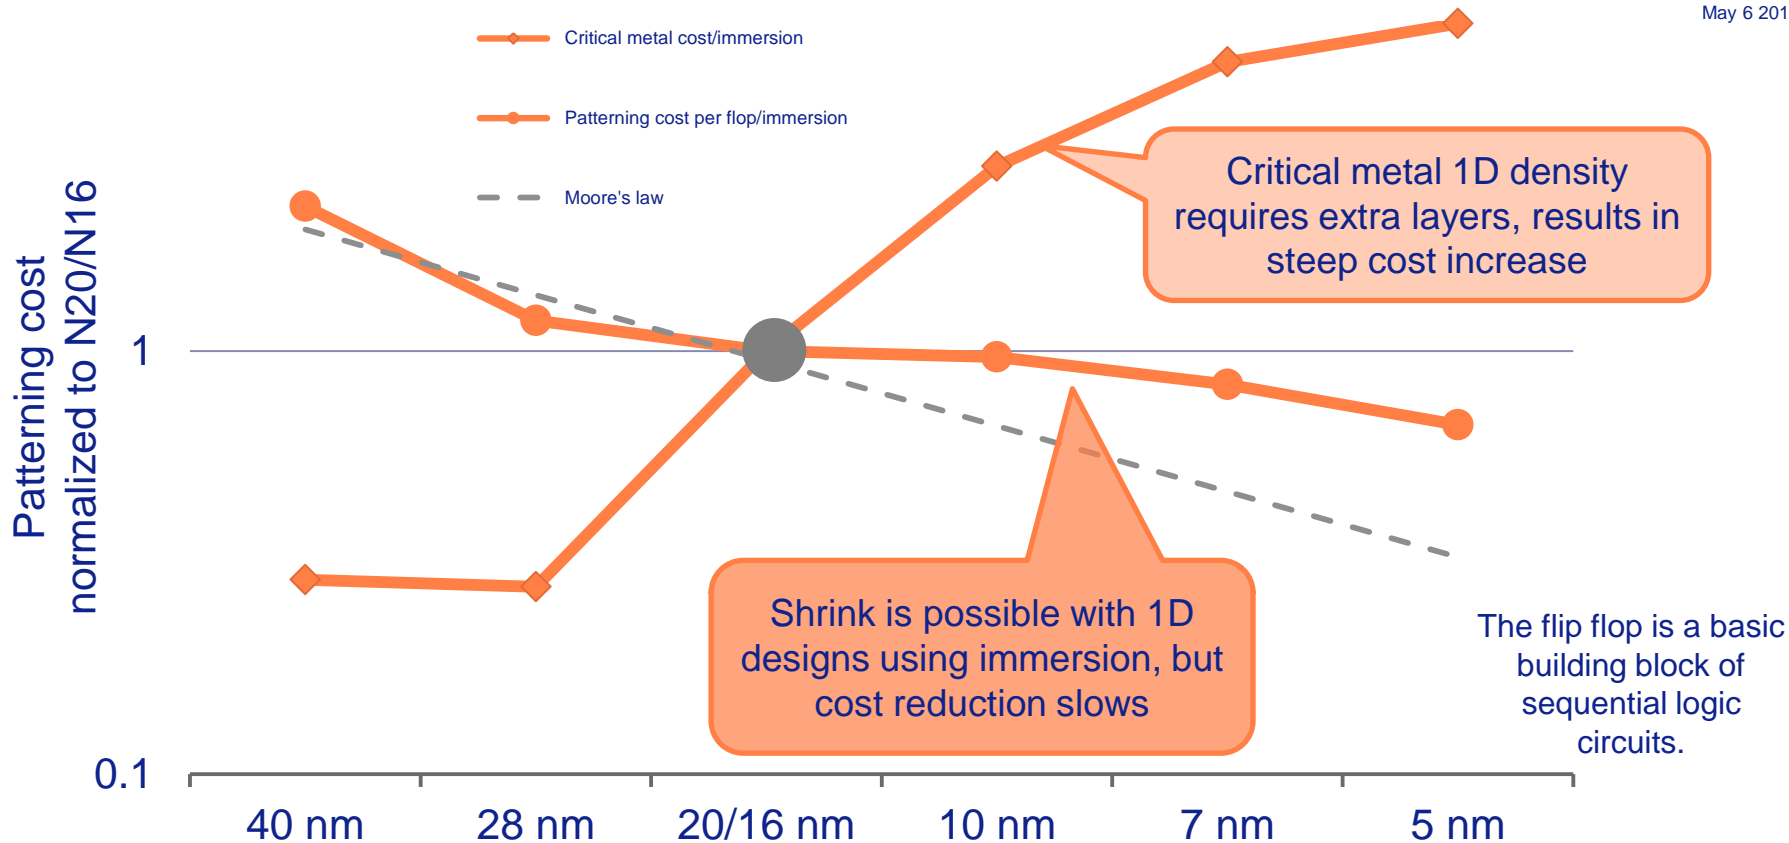 May 6 201
Critical metal cost/immersion
Patterning cost per flop/immersion
Moore's law
Patterning cost
normalized to N20/N16
1
0.1
Critical metal 1D density
requires extra layers, results in
steep cost increase
Shrink is possible with 1D
designs using immersion, but
cost reduction slows
The flip flop is a basic
building block of
sequential logic
circuits.
40 nm
28 nm
20/16 nm
10 nm
7 nm
5 nm